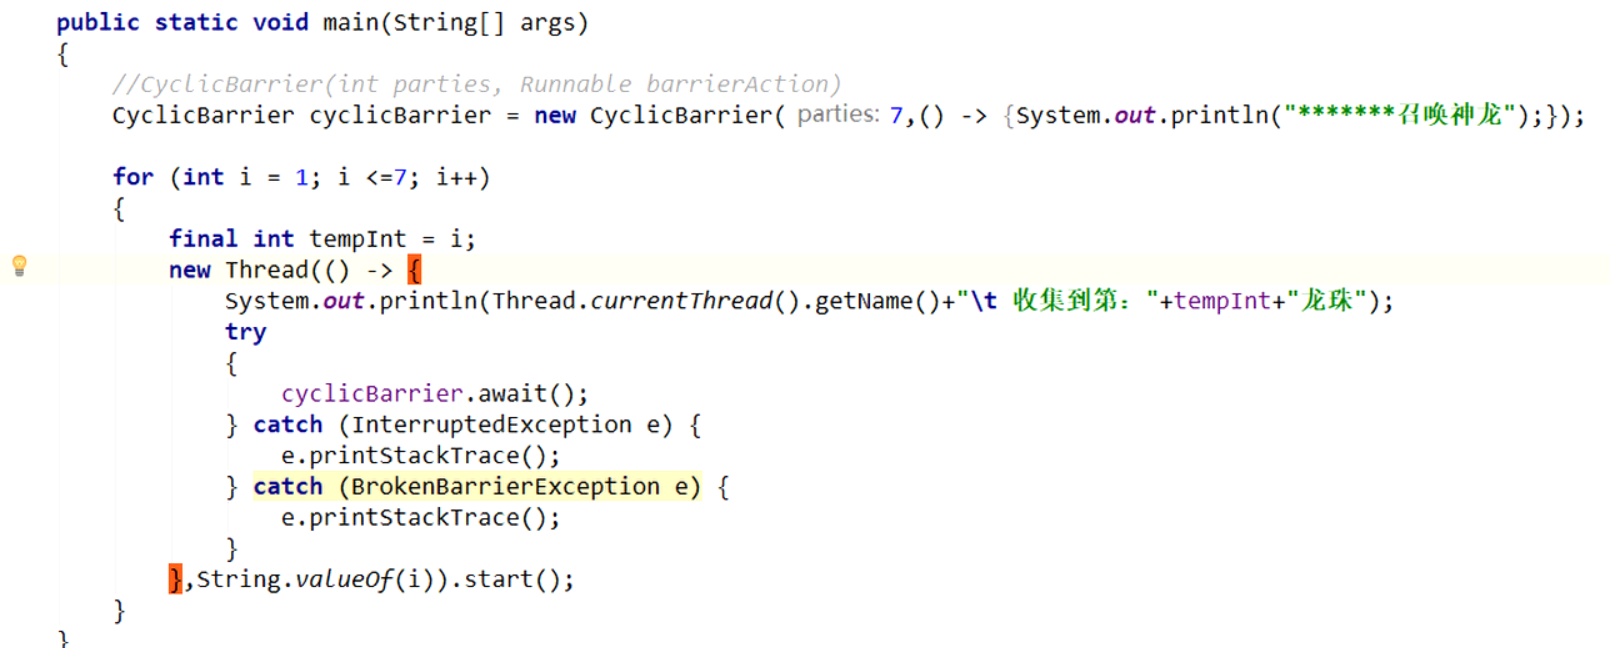 public static void main(String[] args)
{
//CyclicBarrier(int parties, Runnable barrierAction)
CyclicBarrier cyclicBarrier = new CyclicBarrier( parties: 7,() -> {System.out.println("*******召唤神龙");});
for (int i = 1; i <=7; i++)
{
final int tempInt = i;
new Thread(() -> {
System.out.println(Thread.currentThread().getName()+"\t 收集到第："+tempInt+"龙珠");
try
{
cyclicBarrier.await();
} catch (InterruptedException e) {
e.printStackTrace();
} catch (BrokenBarrierException e) {
e.printStackTrace();
}
},String.valueOf(i)).start();
}
}